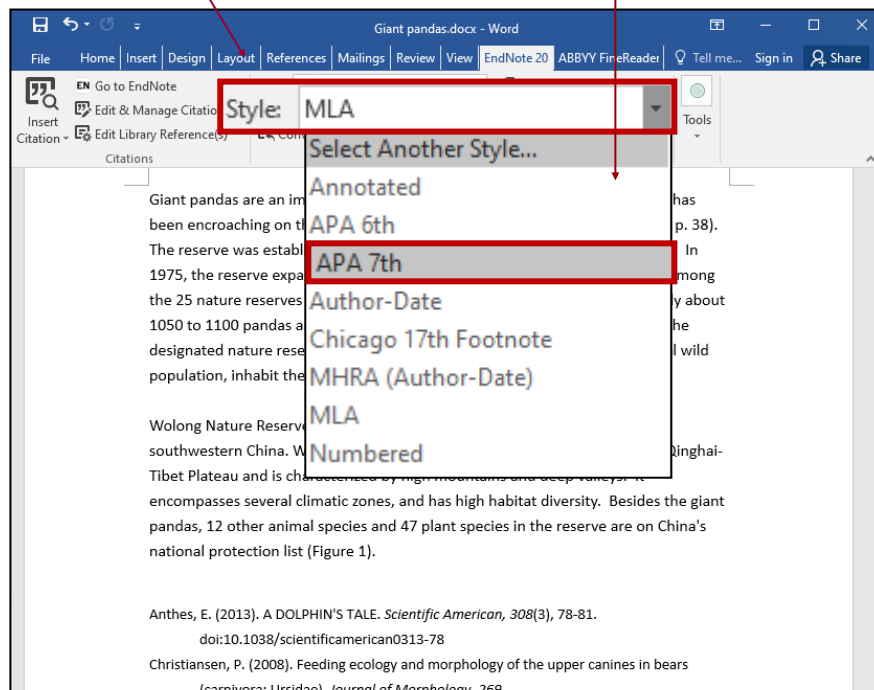 Giant pandas.docx - Word
File Home Insert Design Layout References Mailings Review View EndNote 20 ABBYY FineReader Tell me... Sign in Share
Insert
Citation
EN Go to EndNote
Edit & Manage Citatio
Edit Library Reference(s)
Citations
Style: MLA
Tools
Select Another Style...
Annotated
APA 6th
APA 7th
Author-Date
Chicago 17th Footnote
MHRA (Author-Date)
MLA
Numbered
Giant pandas are an im has
been encroaching on th p. 38).
The reserve was establ In
1975, the reserve expa mong
the 25 nature reserves y about
1050 to 1100 pandas a he
designated nature rese l wild
population, inhabit the
Wolong Nature Reserv
southwestern China. W Qinghai-
Tibet Plateau and is characterized by high mountains and deep valleys. It
encompasses several climatic zones, and has high habitat diversity. Besides the giant
pandas, 12 other animal species and 47 plant species in the reserve are on China's
national protection list (Figure 1).
Anthes, E. (2013). A DOLPHIN'S TALE. Scientific American, 308(3), 78-81.
doi:10.1038/scientificamerican0313-78
Christiansen, P. (2008). Feeding ecology and morphology of the upper canines in bears
(carnivora: Ursidae). Journal of Morphology, 269